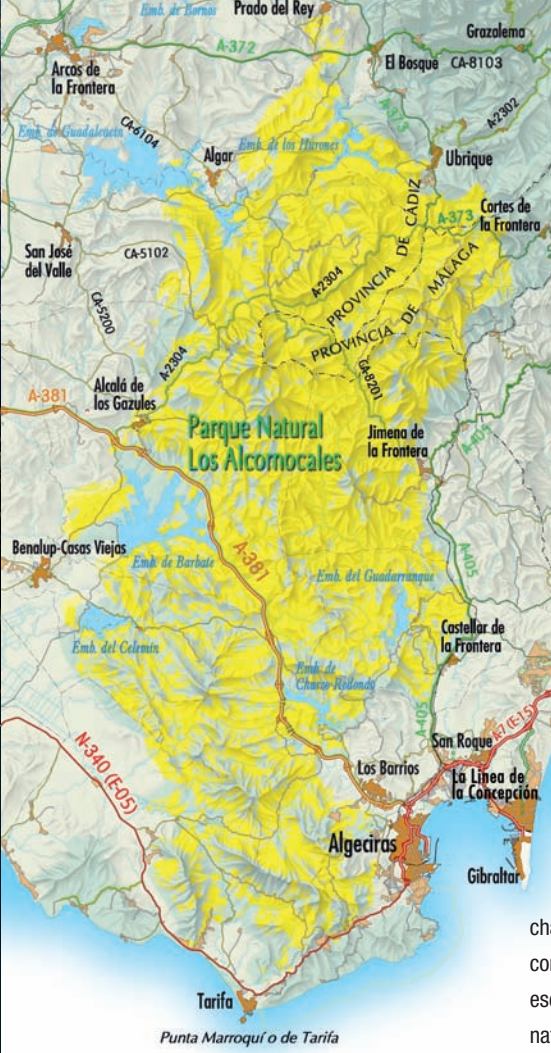 Emb. de Bornos
Prado del Rey
Grazalema
A-372
El Bosque
CA-8103
Arcos de
la Frontera
A-373
A-2302
CA-6104
Emb. de Guadalcacín
Algar
Emb. de los Hurones
Ubrique
Cortes de
la Frontera
A-373
San José
del Valle
CA-5102
A-2304
PROVINCIA DE CÁDIZ
PROVINCIA DE MÁLAGA
CA-5200
A-2304
CA-8201
A-381
Alcalá de
los Gazules
Parque Natural
Los Alcornocales
Jimena de
la Frontera
A-405
Benalup-Casas Viejas
Emb. de Barbate
A-381
Emb. del Guadarranque
A-405
Emb. del Celemín
Castellar de
la Frontera
Emb. de
Charco Redondo
N-340 (E-05)
A-405
San Roque
A-7 (E-15)
Los Barrios
La Línea de
la Concepción
Algeciras
Gibraltar
Tarifa
Punta Marroquí o de Tarifa